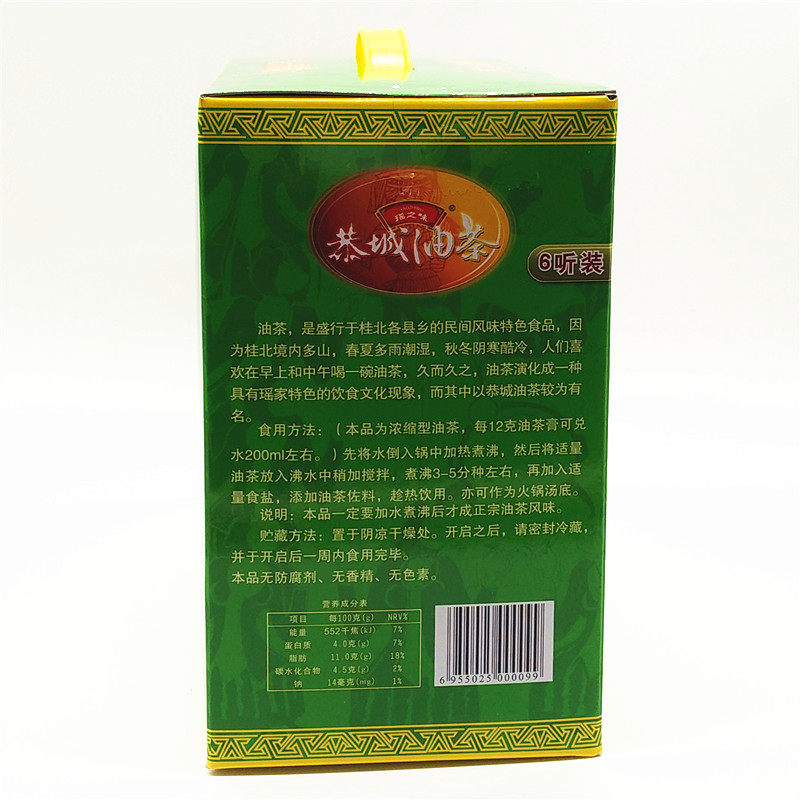 瑶之味
®
恭城油茶
6听装
油茶，是盛行于桂北各县乡的民间风味特色食品，因
为桂北境内多山，春夏多雨潮湿，秋冬阴寒酷冷，人们喜
欢在早上和中午喝一碗油茶，久而久之，油茶演化成一种
具有瑶家特色的饮食文化现象，而其中以恭城油茶较为有
名。
食用方法：（本品为浓缩型油茶，每12克油茶膏可兑
水200ml左右。）先将水倒入锅中加热煮沸，然后将适量
油茶放入沸水中稍加搅拌，煮沸3-5分种左右，再加入适
量食盐，添加油茶佐料，趁热饮用。亦可作为火锅汤底。
说明：本品一定要加水煮沸后才成正宗油茶风味。
贮藏方法：置于阴凉干燥处。开启之后，请密封冷藏，
并于开启后一周内食用完毕。
本品无防腐剂、无香精、无色素。
营养成分表
项目 每100克(g) NRV%
能量 552千焦(kJ) 7%
蛋白质 4.0克(g) 7%
脂肪 11.0克(g) 18%
碳水化合物 4.5克(g) 2%
钠 14毫克(mg) 1%
6 955025 000099